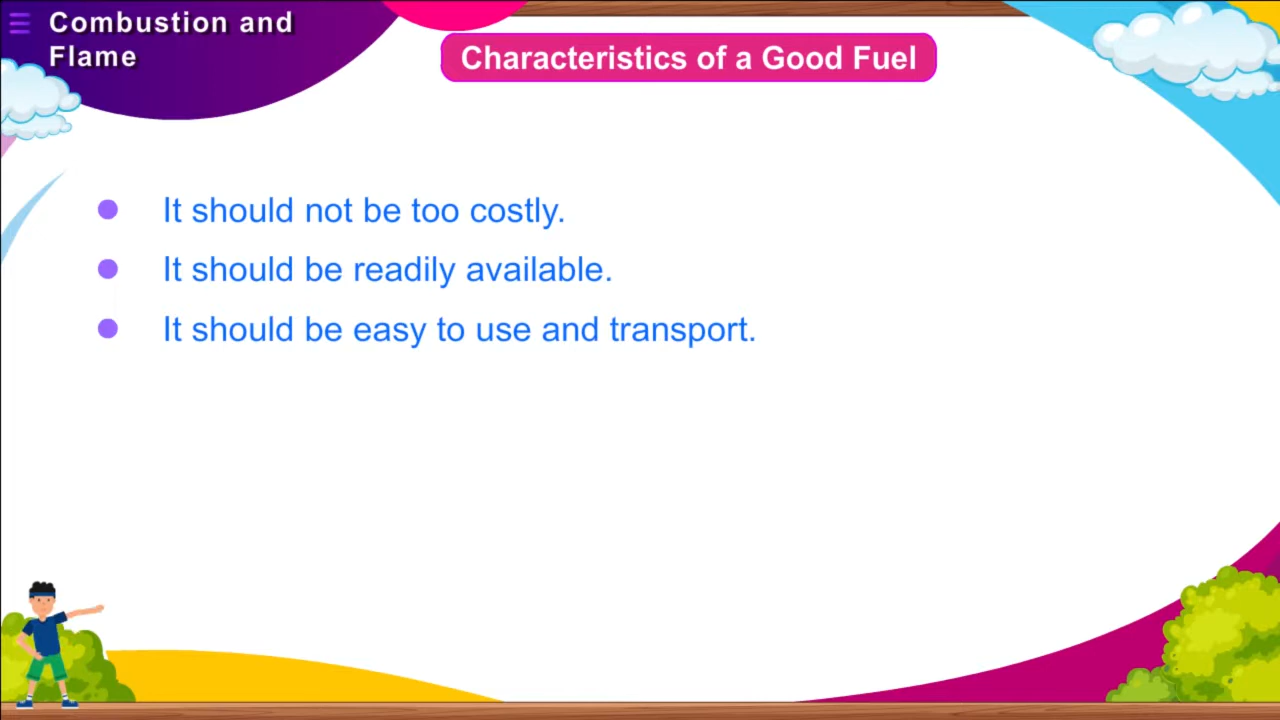 Combustion and
Flame
Characteristics of a Good Fuel
It should not be too costly.
It should be readily available.
It should be easy to use and transport.